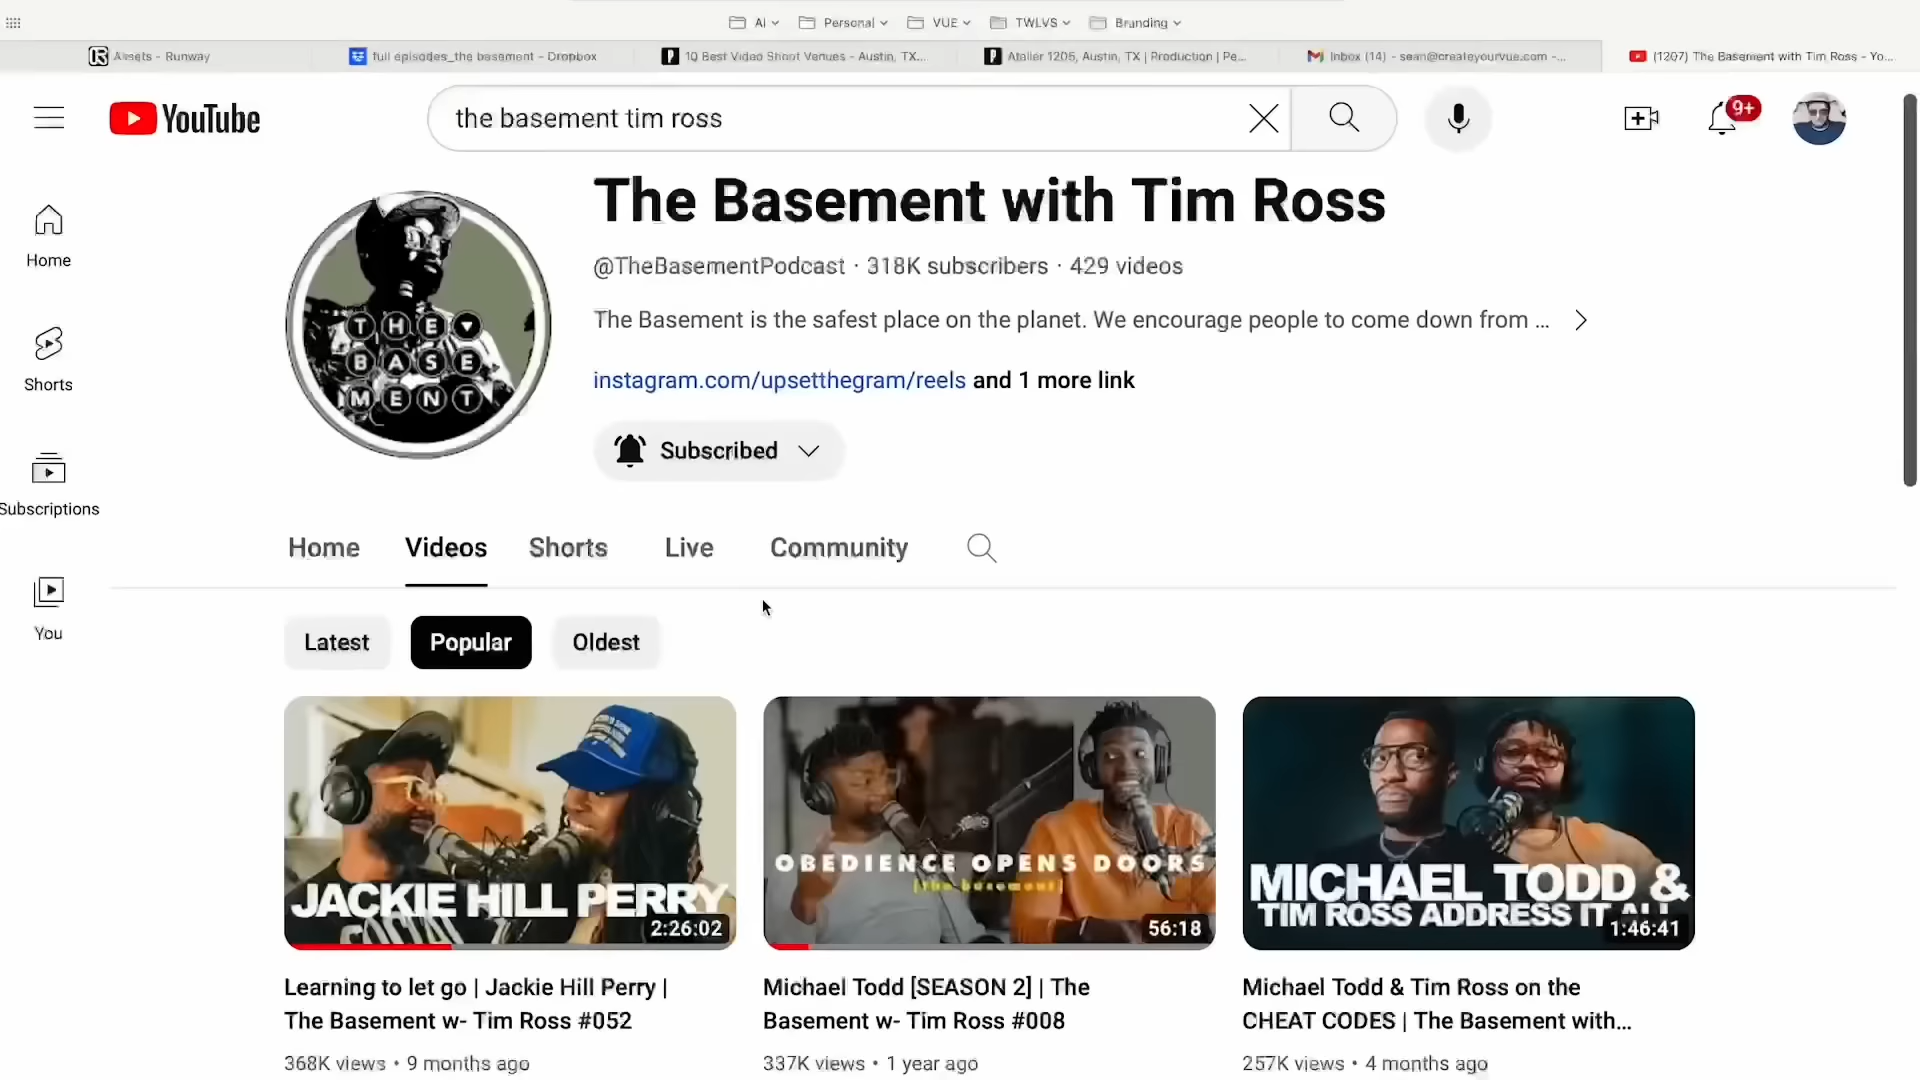 Ai
Personal
VUE
TWLVS
Branding
Assets - Runway
full episodes_the basement - Dropbox
10 Best Video Shoot Venues - Austin, TX...
Atelier 1205, Austin, TX | Production | Pe...
Inbox (14) - sean@createyourvue.com -...
(1207) The Basement with Tim Ross - Yo...
YouTube
the basement tim ross
9+
Home
Shorts
Subscriptions
You
THE
BASE
MENT
The Basement with Tim Ross
@TheBasementPodcast · 318K subscribers · 429 videos
The Basement is the safest place on the planet. We encourage people to come down from ...
instagram.com/upsetthegram/reels and 1 more link
Subscribed
Home Videos Shorts Live Community
Latest Popular Oldest
JACKIE HILL PERRY
2:26:02
OBEDIENCE OPENS DOORS
[the basement]
56:18
MICHAEL TODD &
TIM ROSS ADDRESS IT ALL
1:46:41
Learning to let go | Jackie Hill Perry |
The Basement w- Tim Ross #052
368K views • 9 months ago
Michael Todd [SEASON 2] | The
Basement w- Tim Ross #008
337K views • 1 year ago
Michael Todd & Tim Ross on the
CHEAT CODES | The Basement with...
257K views • 4 months ago